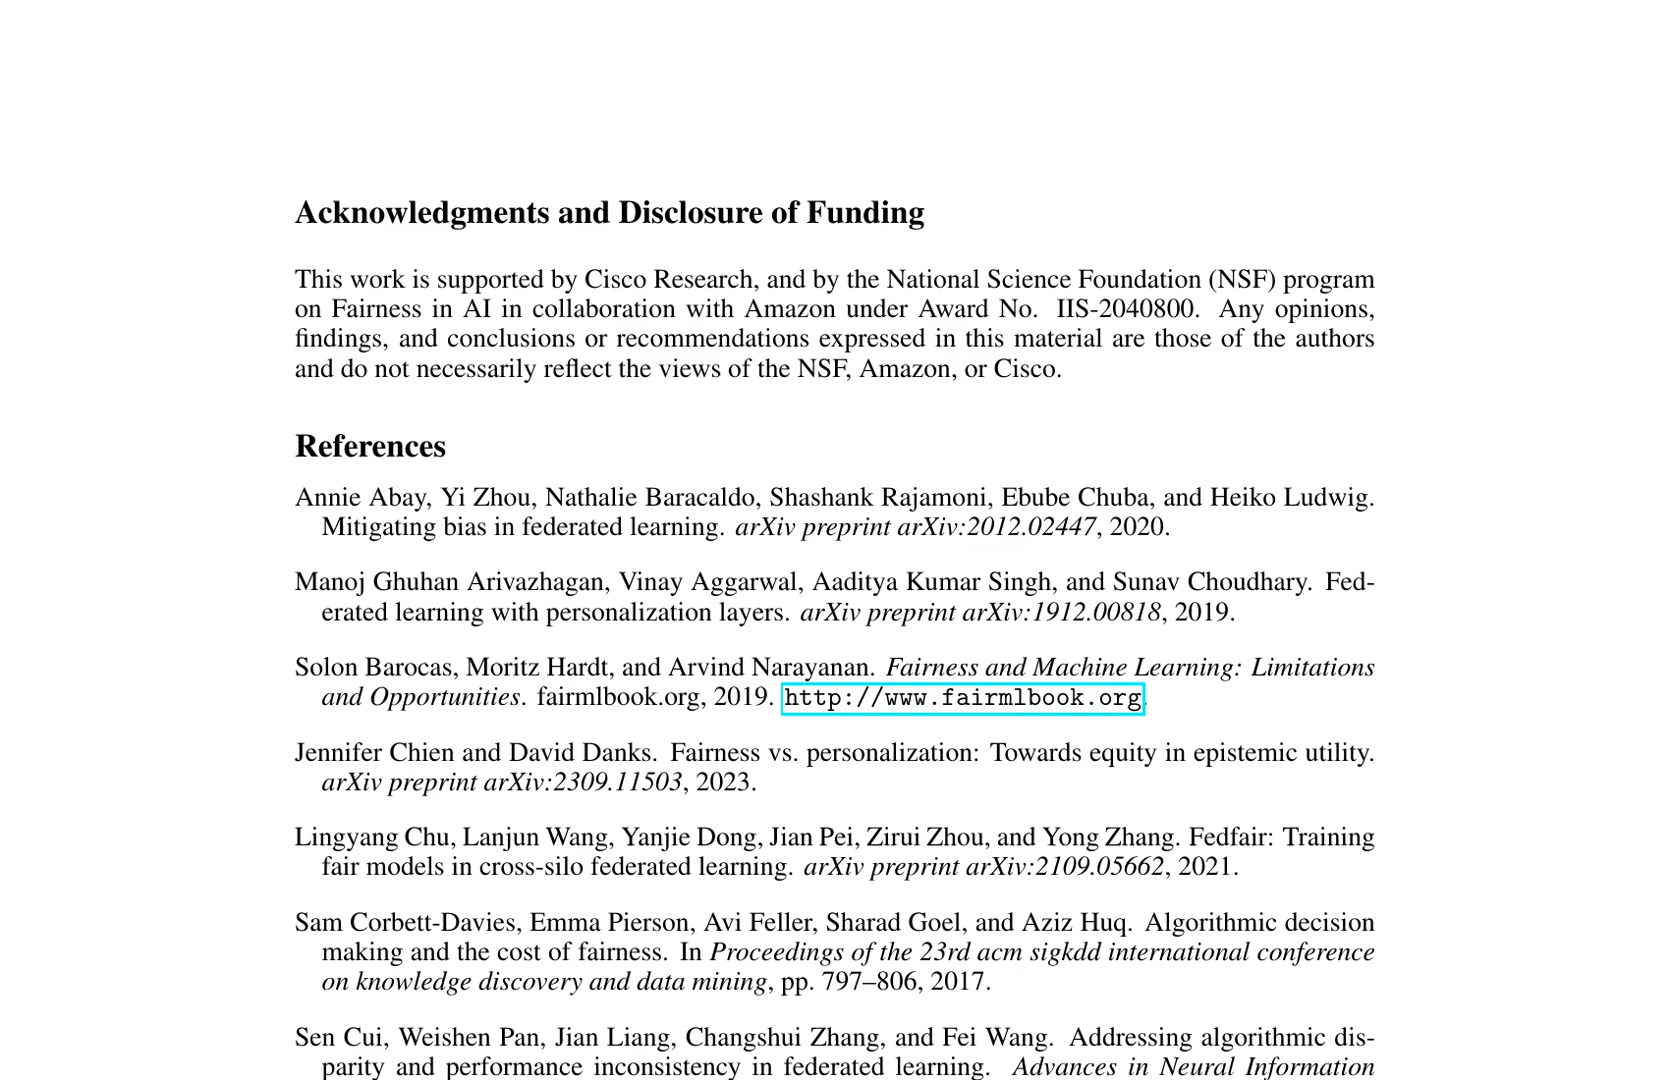 Acknowledgments and Disclosure of Funding
This work is supported by Cisco Research, and by the National Science Foundation (NSF) program
on Fairness in AI in collaboration with Amazon under Award No. IIS-2040800. Any opinions,
findings, and conclusions or recommendations expressed in this material are those of the authors
and do not necessarily reflect the views of the NSF, Amazon, or Cisco.
References
Annie Abay, Yi Zhou, Nathalie Baracaldo, Shashank Rajamoni, Ebube Chuba, and Heiko Ludwig.
Mitigating bias in federated learning. arXiv preprint arXiv:2012.02447, 2020.
Manoj Ghuhan Arivazhagan, Vinay Aggarwal, Aaditya Kumar Singh, and Sunav Choudhary. Fed-
erated learning with personalization layers. arXiv preprint arXiv:1912.00818, 2019.
Solon Barocas, Moritz Hardt, and Arvind Narayanan. Fairness and Machine Learning: Limitations
and Opportunities. fairmlbook.org, 2019. http://www.fairmlbook.org.
Jennifer Chien and David Danks. Fairness vs. personalization: Towards equity in epistemic utility.
arXiv preprint arXiv:2309.11503, 2023.
Lingyang Chu, Lanjun Wang, Yanjie Dong, Jian Pei, Zirui Zhou, and Yong Zhang. Fedfair: Training
fair models in cross-silo federated learning. arXiv preprint arXiv:2109.05662, 2021.
Sam Corbett-Davies, Emma Pierson, Avi Feller, Sharad Goel, and Aziz Huq. Algorithmic decision
making and the cost of fairness. In Proceedings of the 23rd acm sigkdd international conference
on knowledge discovery and data mining, pp. 797–806, 2017.
Sen Cui, Weishen Pan, Jian Liang, Changshui Zhang, and Fei Wang. Addressing algorithmic dis-
parity and performance inconsistency in federated learning. Advances in Neural Information